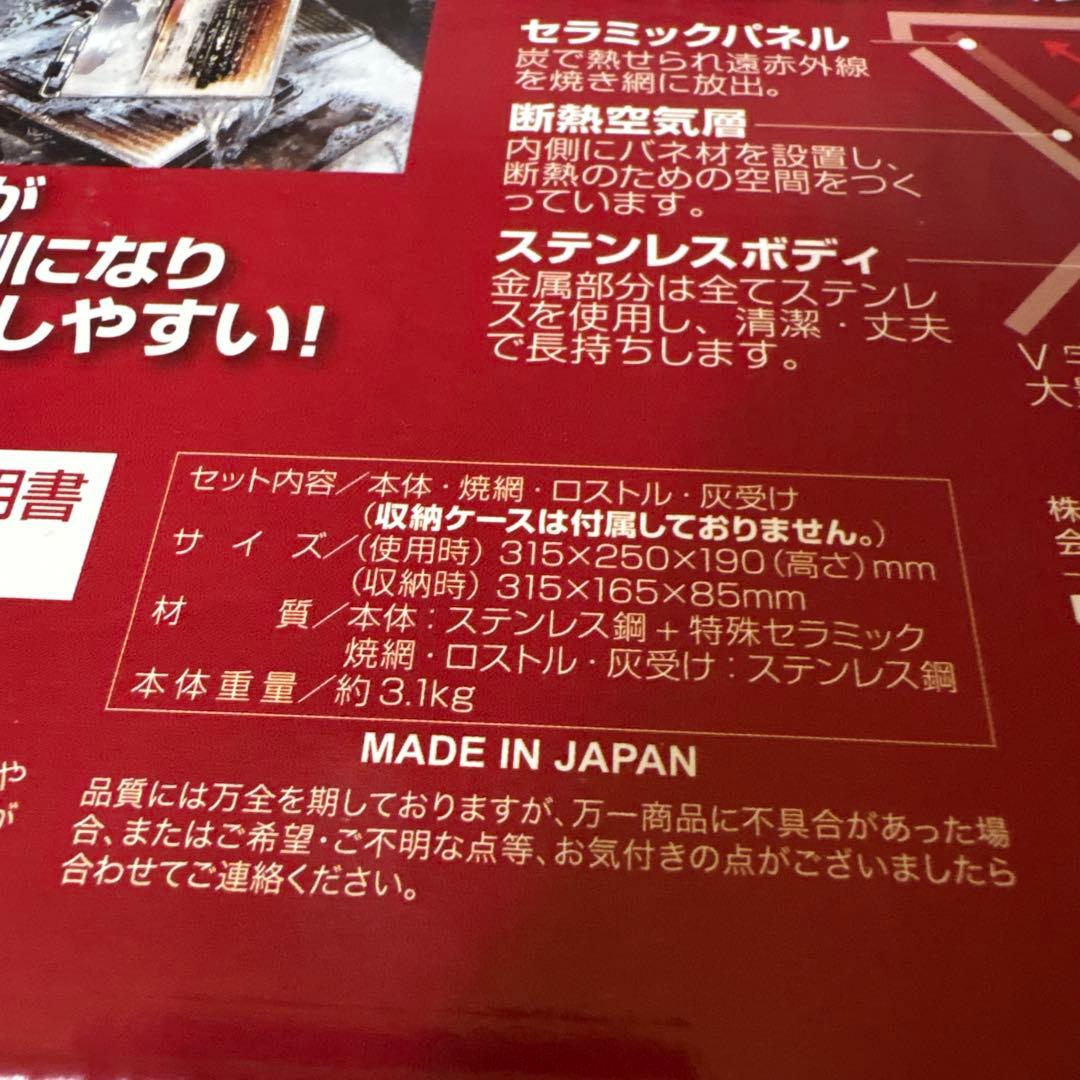 セラミックパネル
炭で熱せられ遠赤外線
を焼き網に放出。
断熱空気層
内側にバネ材を設置し、
断熱のための空間をつく
っています。
ステンレスボディ
金属部分は全てステンレ
スを使用し、清潔・丈夫
で長持ちします。
が
になり
しやすい!
V字
大
用書
セット内容/本体・焼網・ロストル・灰受け
(収納ケースは付属しておりません。)
サイズ/(使用時) 315×250×190(高さ)mm
(収納時) 315×165×85mm
材質/本体:ステンレス鋼+特殊セラミック
焼網・ロストル・灰受け:ステンレス鋼
本体重量/約3.1kg
株
会
MADE IN JAPAN
や
が
品質には万全を期しておりますが、万一商品に不具合があった場
合、またはご希望・ご不明な点等、お気付きの点がございましたら
合わせてご連絡ください。